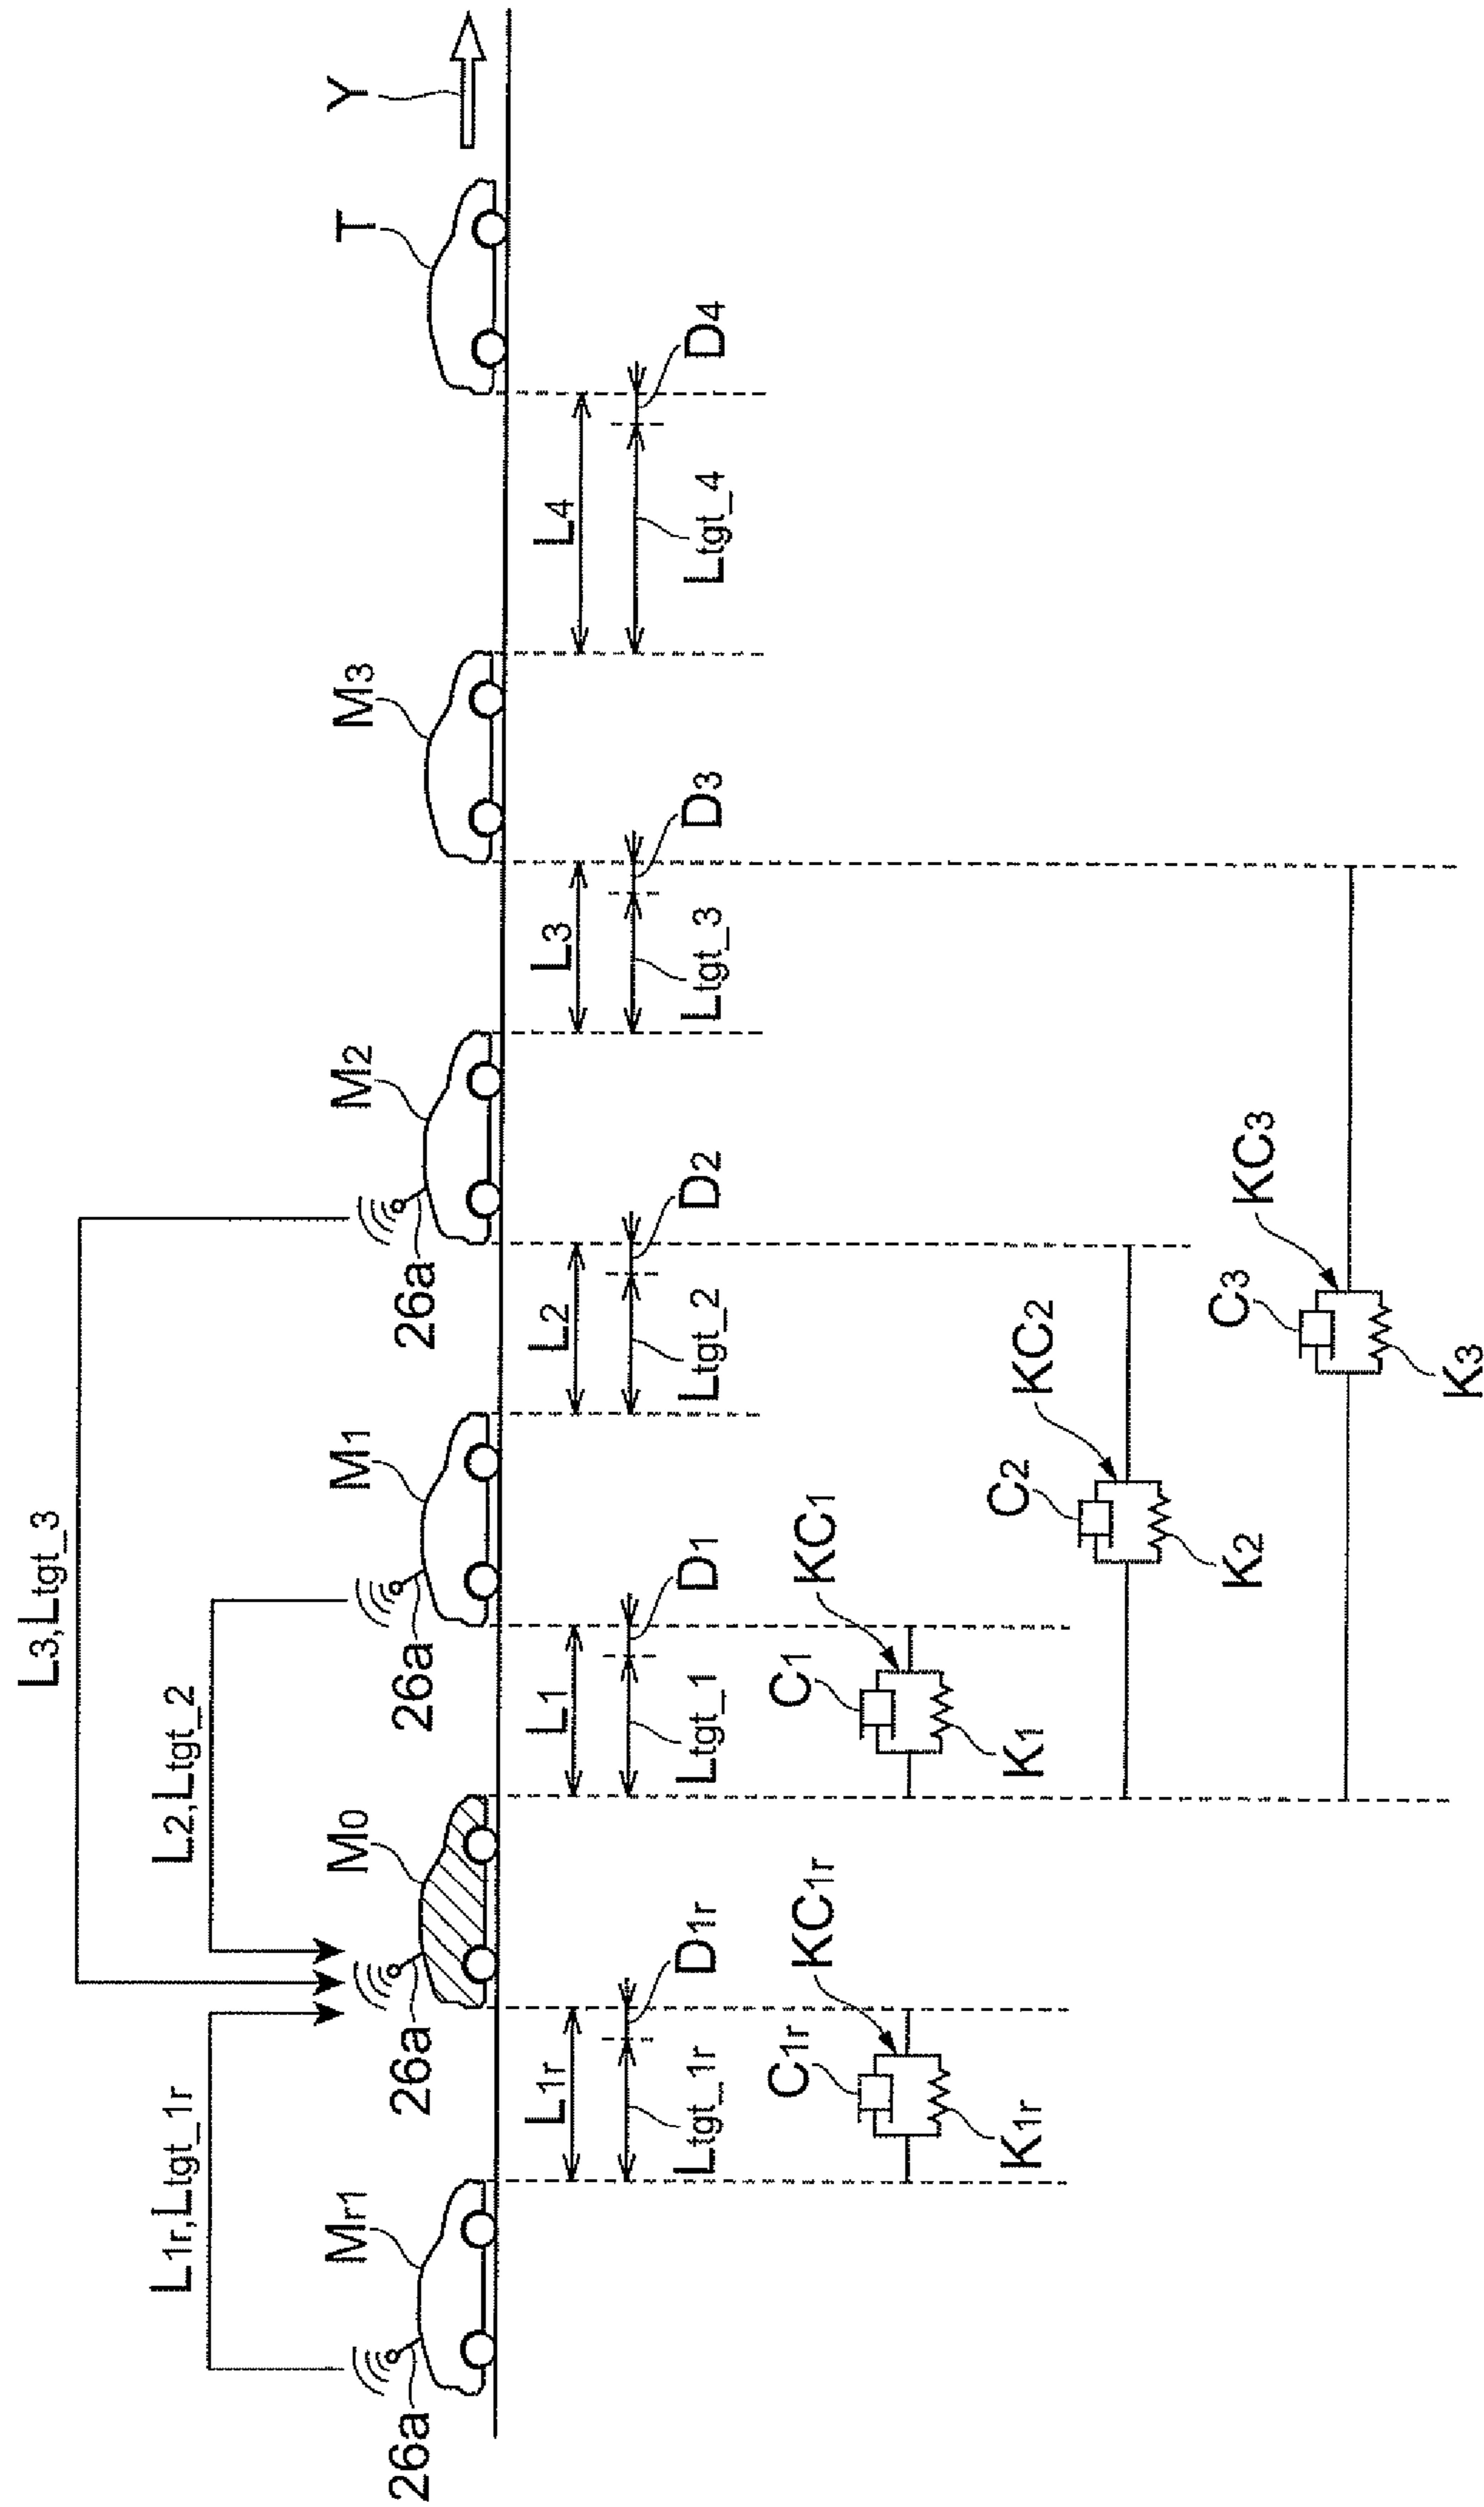 L3,Ltgt_3
L1r,Ltgt_1r
L2,Ltgt_2
Mr1
M0
M1
M2
M3
T
Y
26a
26a
26a
26a
L1r
L1
L2
L3
L4
Ltgt_1r
D1r
Ltgt_1
D1
Ltgt_2
D2
Ltgt_3
D3
Ltgt_4
D4
C1r
KC1r
K1r
C1
KC1
K1
C2
KC2
K2
C3
KC3
K3